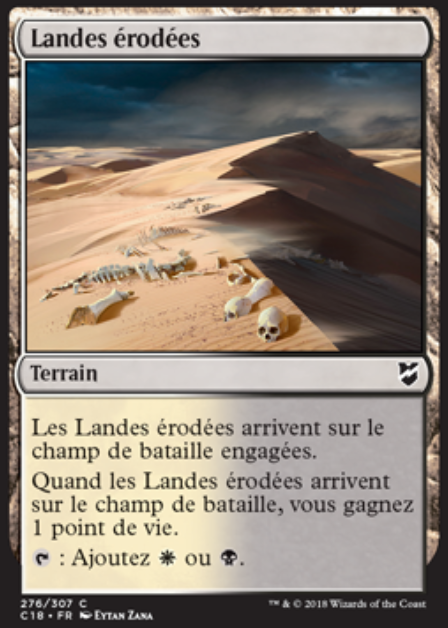 Landes érodées
Terrain
Les Landes érodées arrivent sur le
champ de bataille engagées.
Quand les Landes érodées arrivent
sur le champ de bataille, vous gagnez
1 point de vie.
: Ajoutez ou .
276/307 C
C18 • FR Eytan Zana
™ & © 2018 Wizards of the Coast